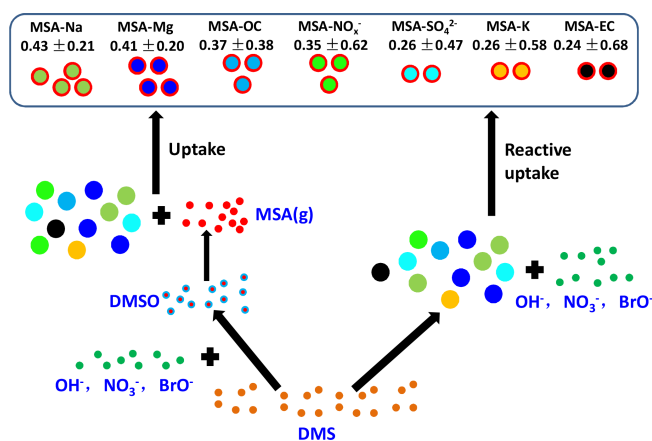 MSA-Na MSA-Mg MSA-OC MSA-NOₓ⁻ MSA-SO₄²⁻ MSA-K MSA-EC
0.43 ± 0.21 0.41 ± 0.20 0.37 ± 0.38 0.35 ± 0.62 0.26 ± 0.47 0.26 ± 0.58 0.24 ± 0.68
Uptake
Reactive
uptake
MSA(g)
DMSO
OH⁻, NO₃⁻, BrO⁻
OH⁻, NO₃⁻, BrO⁻
DMS